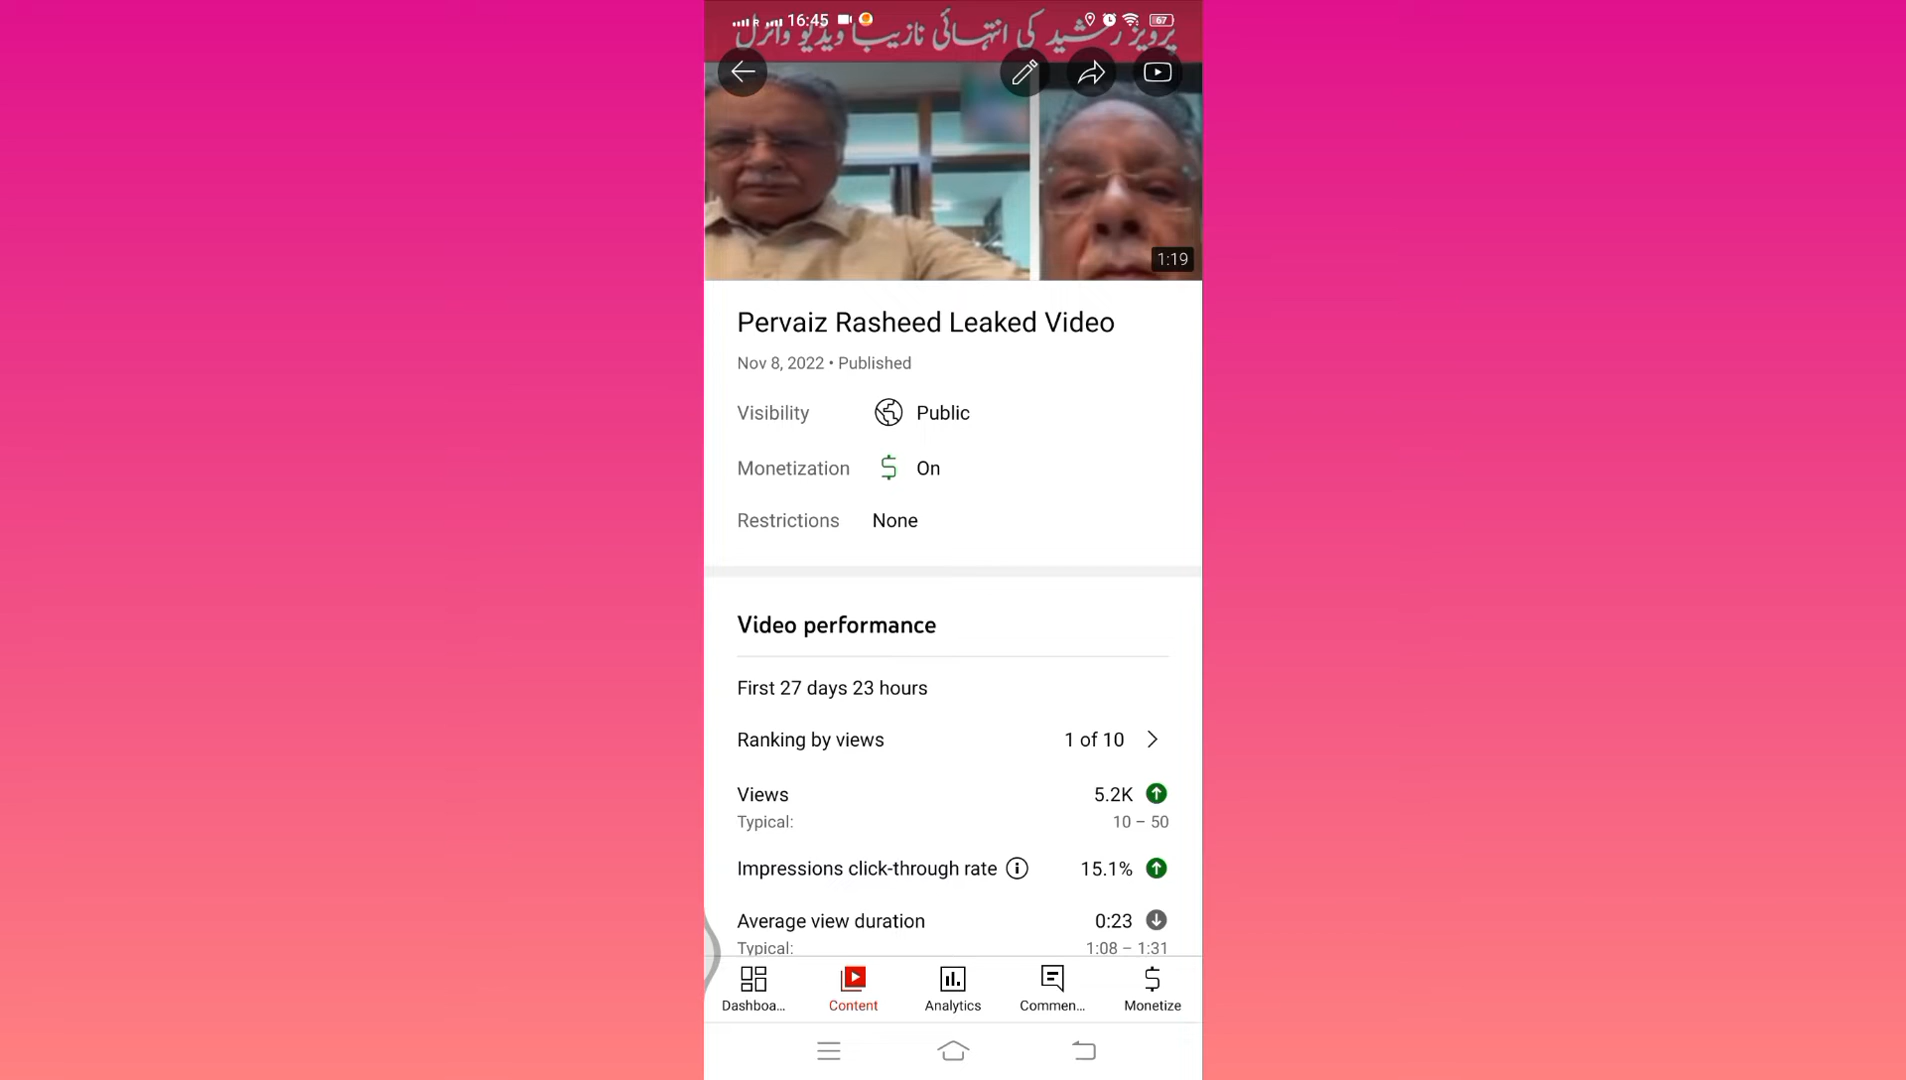 16:45
67
پرویز رشید کی انتہائی نازیبا ویڈیو وائرل
1:19
Pervaiz Rasheed Leaked Video
Nov 8, 2022 • Published
Visibility Public
Monetization On
Restrictions None
Video performance
First 27 days 23 hours
Ranking by views 1 of 10
Views 5.2K
Typical: 10 – 50
Impressions click-through rate 15.1%
Average view duration 0:23
Typical: 1:08 – 1:31
Dashboa... Content Analytics Commen... Monetize